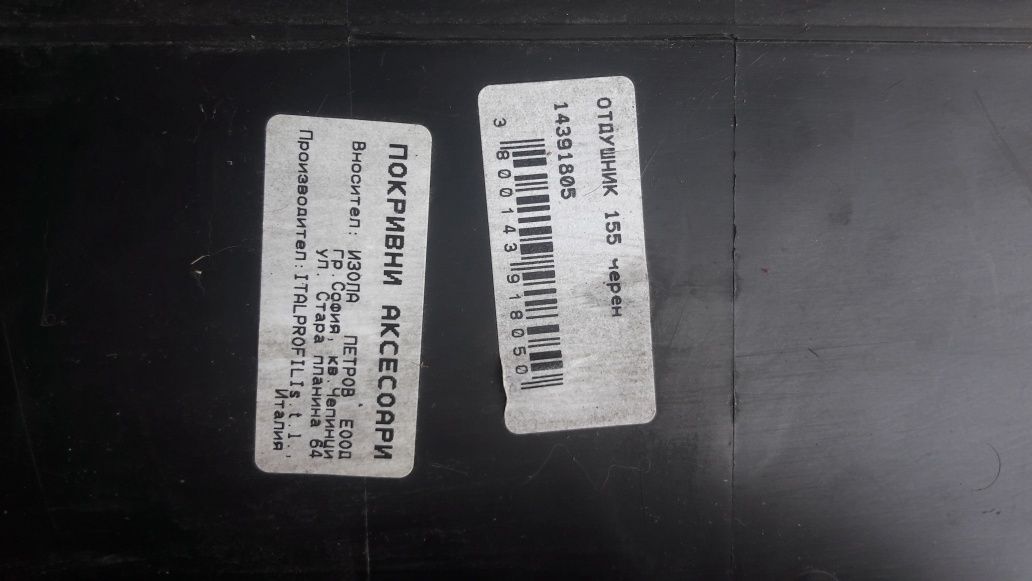 ПОКРИВНИ АКСЕСОАРИ
Вносител: ИЗОЛА ПЕТРОВ ЕООД
гр.София, кв.Чепинци
ул. Стара планина 64
Производител:ITALPROFILIs.t.l.,
Италия
ОТДУШНИК 155 черен
14391805
3 800143 918050